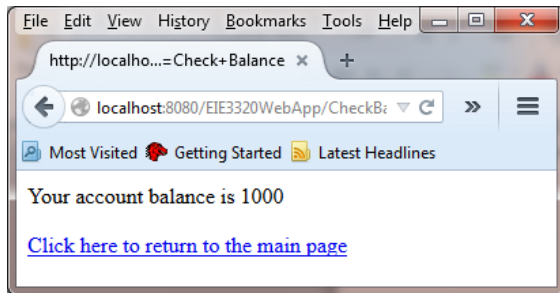 File Edit View History Bookmarks Tools Help
http://localho...=Check+Balance × +
localhost:8080/EIE3320WebApp/CheckBa
Most Visited Getting Started Latest Headlines
Your account balance is 1000
Click here to return to the main page